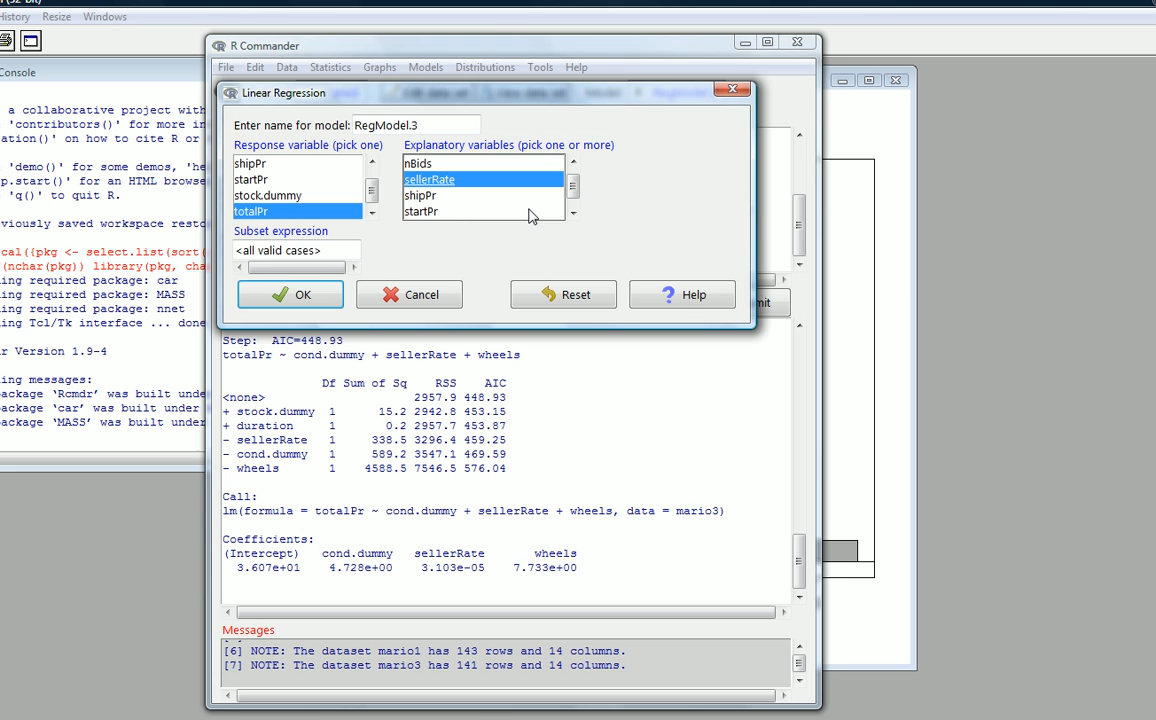 (32-bit)
History Resize Windows
Console
a collaborative project with
'contributors()' for more in
ation()' on how to cite R or
'demo()' for some demos, 'he
p.start()' for an HTML browse
'q()' to quit R.
viously saved workspace resto
cal({pkg <- select.list(sort(
(nchar(pkg)) library(pkg, cha
ing required package: car
ing required package: MASS
ing required package: nnet
ing Tcl/Tk interface ... done
r Version 1.9-4
ing messages:
ackage 'Rcmdr' was built unde
ackage 'car' was built under
ackage 'MASS' was built under
R Commander
File Edit Data Statistics Graphs Models Distributions Tools Help
Linear Regression
Enter name for model: RegModel.3
Response variable (pick one) Explanatory variables (pick one or more)
shipPr nBids
startPr sellerRate
stock.dummy shipPr
totalPr startPr
Subset expression
<all valid cases>
OK Cancel Reset Help
mit
Step: AIC=448.93
totalPr ~ cond.dummy + sellerRate + wheels
Df Sum of Sq RSS AIC
<none> 2957.9 448.93
+ stock.dummy 1 15.2 2942.8 453.15
+ duration 1 0.2 2957.7 453.87
- sellerRate 1 338.5 3296.4 459.25
- cond.dummy 1 589.2 3547.1 469.59
- wheels 1 4588.5 7546.5 576.04
Call:
lm(formula = totalPr ~ cond.dummy + sellerRate + wheels, data = mario3)
Coefficients:
(Intercept) cond.dummy sellerRate wheels
3.607e+01 4.728e+00 3.103e-05 7.733e+00
Messages
[6] NOTE: The dataset mario1 has 143 rows and 14 columns.
[7] NOTE: The dataset mario3 has 141 rows and 14 columns.